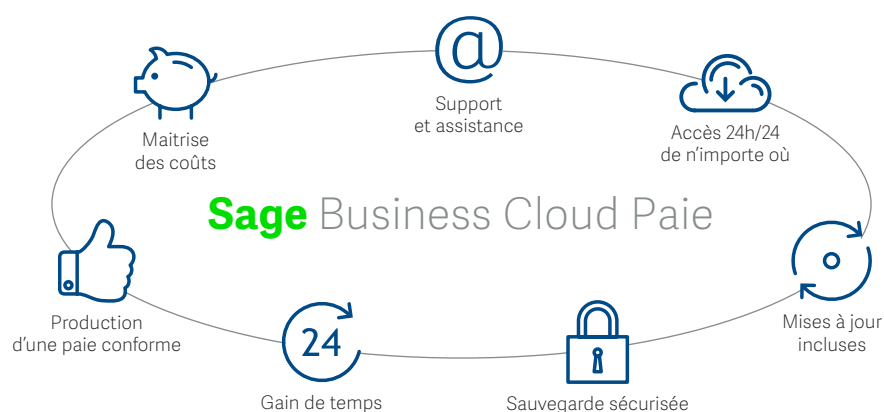 @
Support
et assistance
Maitrise
des coûts
Accès 24h/24
de n’importe où
Sage Business Cloud Paie
Production
d’une paie conforme
24
Gain de temps
Sauvegarde sécurisée
Mises à jour
incluses